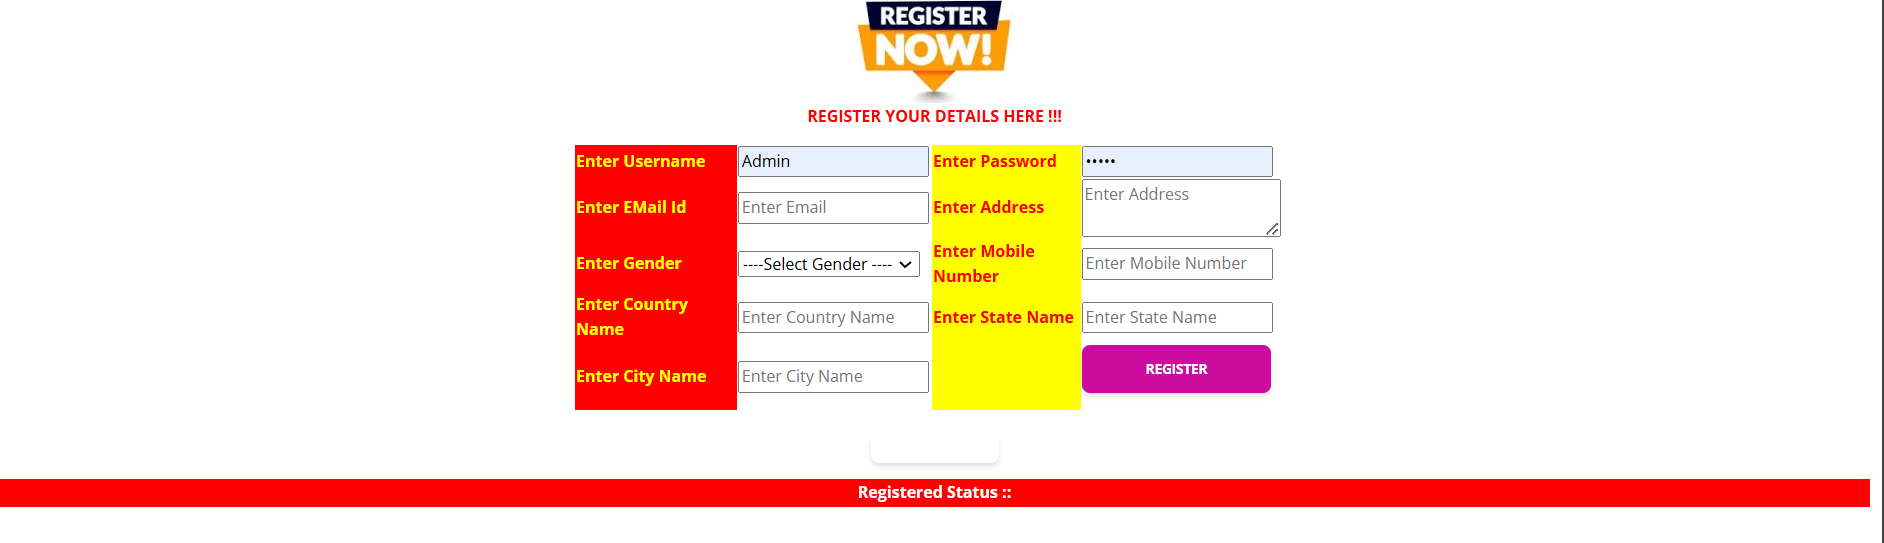 REGISTER
NOW!
REGISTER YOUR DETAILS HERE !!!
Enter Username Admin Enter Password •••••
Enter EMail Id Enter Email Enter Address Enter Address
Enter Gender ----Select Gender ---- Enter Mobile
Number Enter Mobile Number
Enter Country
Name Enter Country Name Enter State Name Enter State Name
Enter City Name Enter City Name REGISTER
Registered Status ::